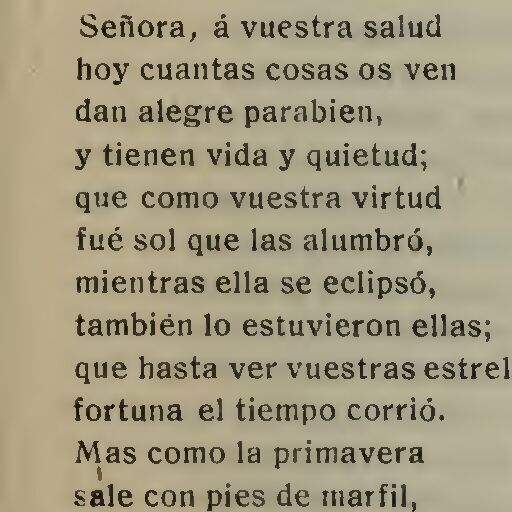 Señora, á vuestra salud
hoy cuantas cosas os ven
dan alegre parabien,
y tienen vida y quietud;
que como vuestra virtud
fué sol que las alumbró,
mientras ella se eclipsó,
también lo estuvieron ellas;
que hasta ver vuestras estrel
fortuna el tiempo corrió.
Mas como la primavera
sale con pies de marfil,